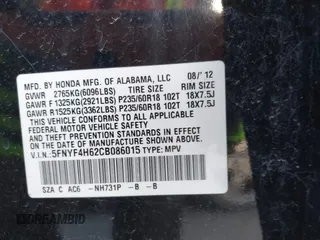 MFD. BY HONDA MFG. OF ALABAMA, LLC 08/'12
GVWR 2765KG(6096LBS) TIRE SIZE RIM SIZE
GAWR F 1325KG(2921LBS) P235/60R18 102T 18X7.5J
GAWR R1525KG(3362LBS) P235/60R18 102T 18X7.5J
THIS VEHICLE CONFORMS TO ALL APPLICABLE
FEDERAL MOTOR VEHICLE SAFETY
AND THEFT PREVENTION STANDARDS IN EFFECT
ON THE DATE OF MANUFACTURE SHOWN ABOVE.
V.I.N.: 5FNYF4H62CB086015 TYPE: MPV
SZA C AC6 -NH731P -B -B
DREAMBID